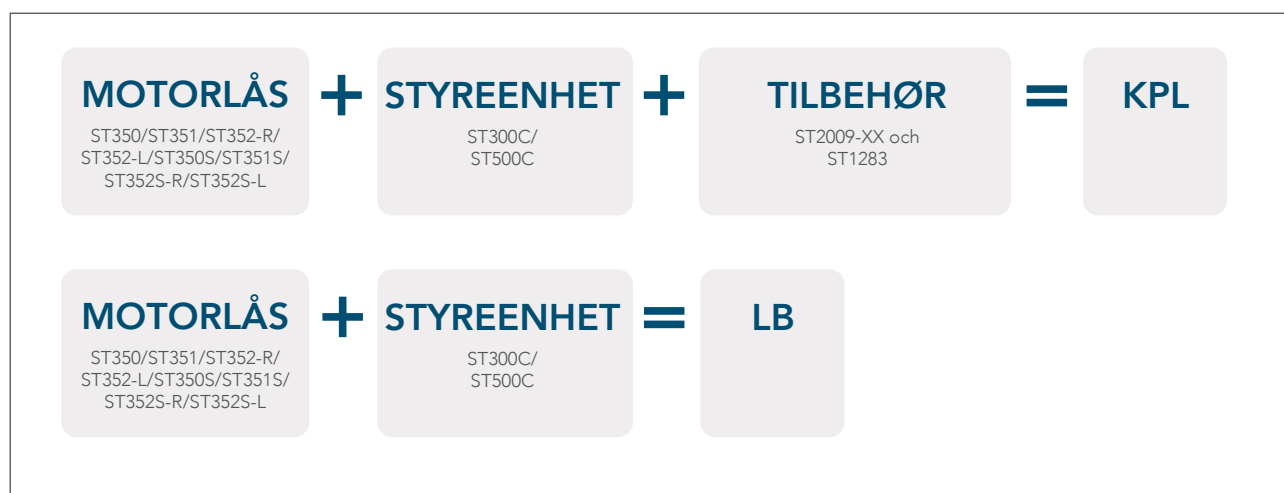 MOTORLÅS
ST350/ST351/ST352-R/
ST352-L/ST350S/ST351S/
ST352S-R/ST352S-L
+
STYREENHET
ST300C/
ST500C
+
TILBEHØR
ST2009-XX och
ST1283
=
KPL
MOTORLÅS
ST350/ST351/ST352-R/
ST352-L/ST350S/ST351S/
ST352S-R/ST352S-L
+
STYREENHET
ST300C/
ST500C
=
LB